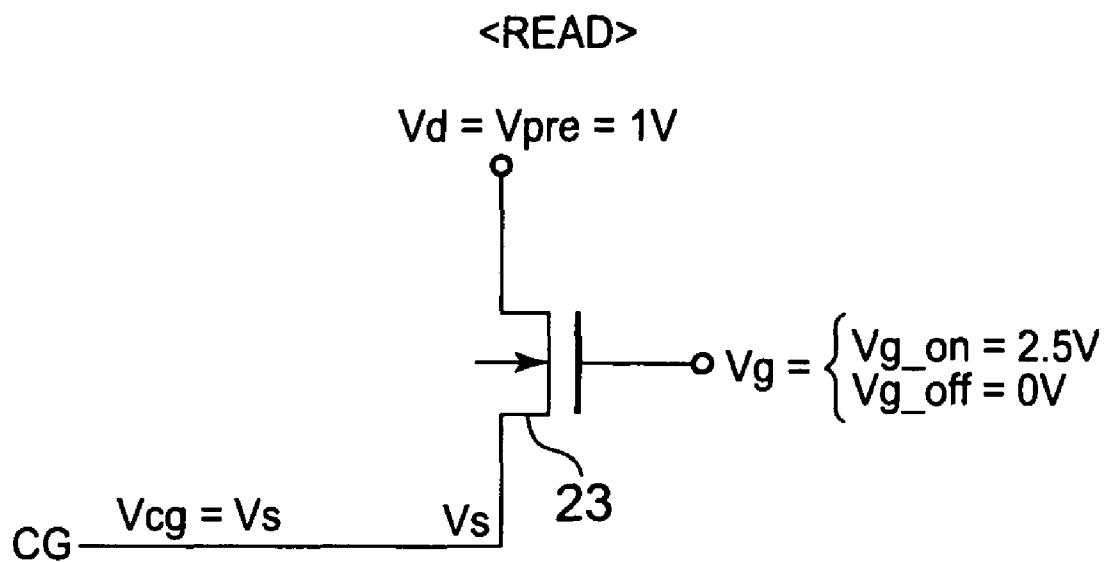 <READ>
Vd = Vpre = 1V
Vg = { Vg_on = 2.5V
Vg_off = 0V
23
Vcg = Vs
Vs
CG